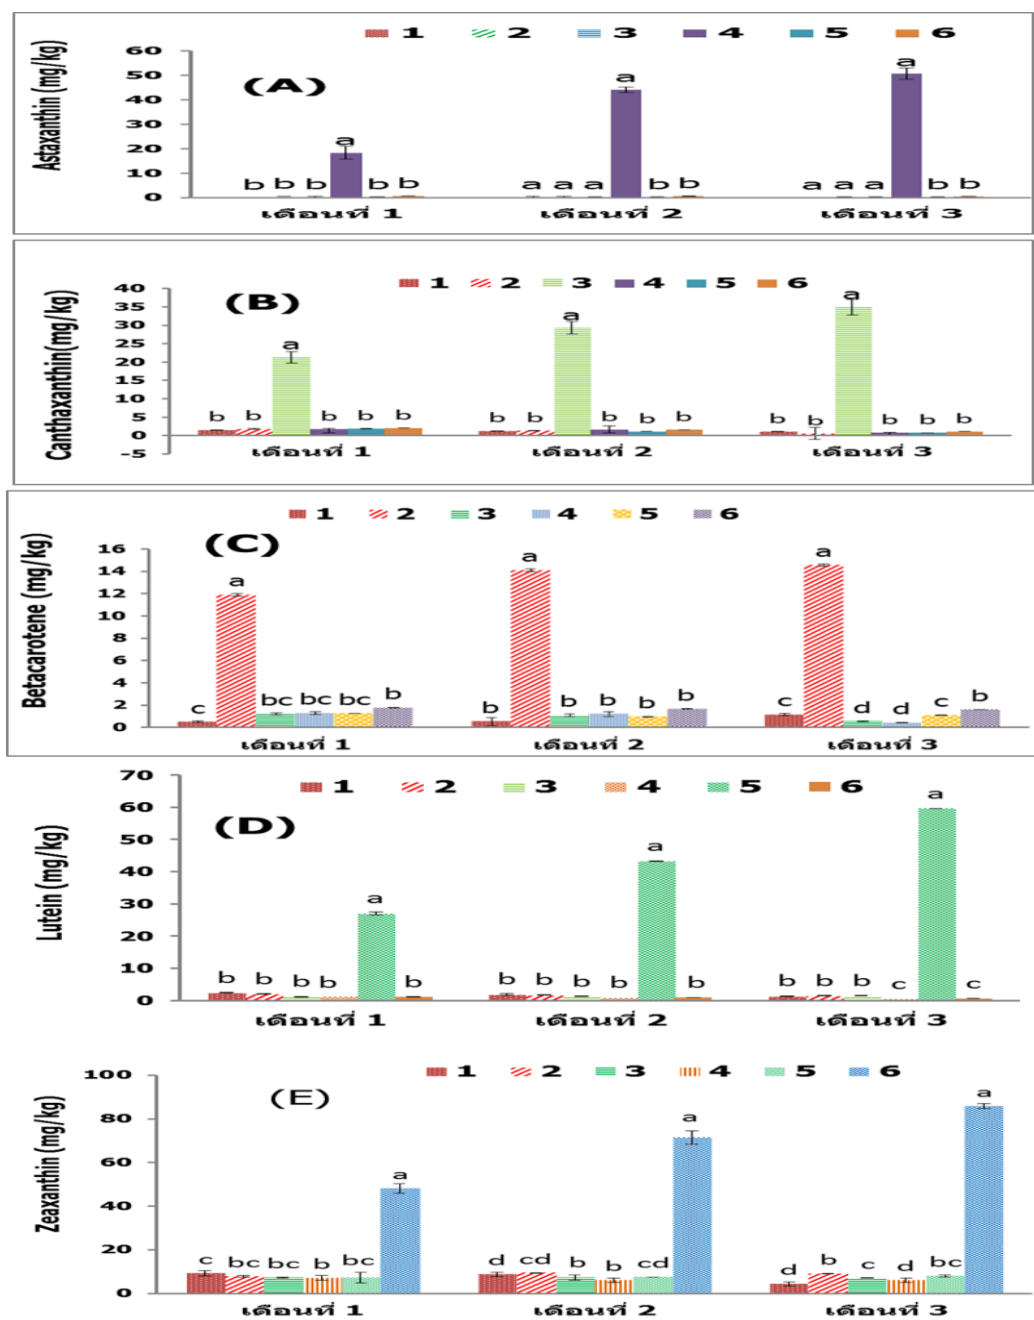 1 2 3 4 5 6
Astaxanthin (mg/kg)
(A)
60
50
40
30
20
10
0
b b b a b b
a a a a b b
a a a a b b
เดือนที่ 1 เดือนที่ 2 เดือนที่ 3
1 2 3 4 5 6
Canthaxanthin(mg/kg)
(B)
40
35
30
25
20
15
10
5
0
-5
b b a b b b
b b a b b b
b b a b b b
เดือนที่ 1 เดือนที่ 2 เดือนที่ 3
1 2 3 4 5 6
Betacarotene (mg/kg)
(C)
16
14
12
10
8
6
4
2
0
c a bc bc bc b
b a b b b b
c a d d c b
เดือนที่ 1 เดือนที่ 2 เดือนที่ 3
1 2 3 4 5 6
Lutein (mg/kg)
(D)
70
60
50
40
30
20
10
0
b b b b a b
b b b b a b
b b b c a c
เดือนที่ 1 เดือนที่ 2 เดือนที่ 3
1 2 3 4 5 6
Zeaxanthin (mg/kg)
(E)
100
80
60
40
20
0
c bc bc b bc a
d cd b b cd a
d b c d bc a
เดือนที่ 1 เดือนที่ 2 เดือนที่ 3